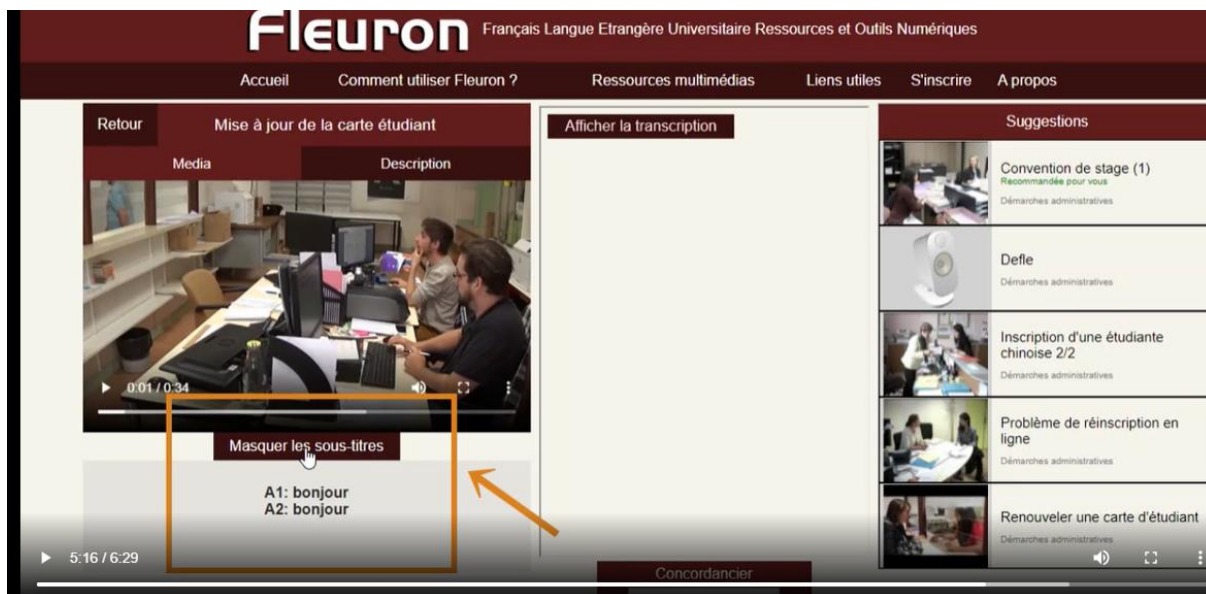 Fleuron Français Langue Etrangère Universitaire Ressources et Outils Numériques
Accueil Comment utiliser Fleuron ? Ressources multimédias Liens utiles S'inscrire A propos
Retour Mise à jour de la carte étudiant
Media Description
0:01 / 0:34
Masquer les sous-titres
A1: bonjour
A2: bonjour
Afficher la transcription
Concordancier
Suggestions
Convention de stage (1)
Recommandée pour vous
Démarches administratives
Defle
Démarches administratives
Inscription d'une étudiante
chinoise 2/2
Démarches administratives
Problème de réinscription en
ligne
Démarches administratives
Renouveler une carte d'étudiant
Démarches administratives
5:16 / 6:29